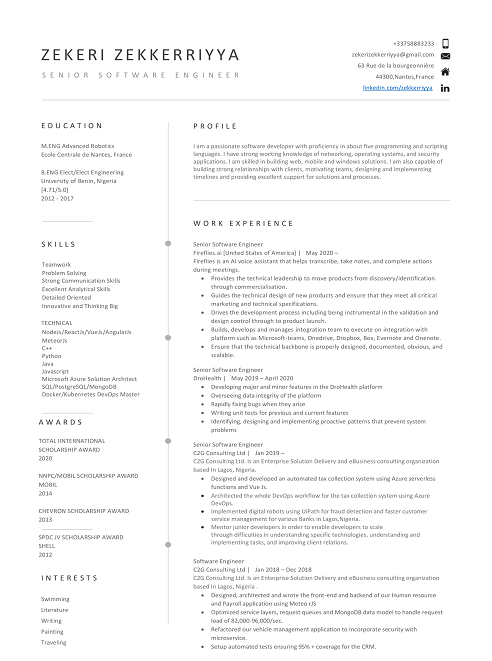 ZEKERI ZEKKERRIYYA
SENIOR SOFTWARE ENGINEER
+33758883233
zekerizekkerriyya@gmail.com
63 Rue de la bourgeonnière
44300,Nantes,France
linkedin.com/zekkerriyya
EDUCATION
M.ENG Advanced Robotics
Ecole Centrale de Nantes, France
B.ENG Elect/Elect Engineering
University of Benin, Nigeria
[4.71/5.0]
2012 - 2017
SKILLS
Teamwork
Problem Solving
Strong Communication Skills
Excellent Analytical Skills
Detailed Oriented
Innovative and Thinking Big
TECHNICAL
NodeJs/ReactJs/VueJs/AngularJs
MeteorJs
C++
Python
Java
Javascript
Microsoft Azure Solution Architect
SQL/PostgreSQL/MongoDB
Docker/Kubernetes DevOps Master
AWARDS
TOTAL IINTERNATIONAL
SCHOLARSHIP AWARD
2020
NNPC/MOBIL SCHOLARSHIP AWARD
MOBIL
2014
CHEVRON SCHOLARSHIP AWARD
2013
SPDC JV SCHOLARSHIP AWARD
SHELL
2012
INTERESTS
Swimming
Literature
Writing
Painting
Traveling
PROFILE
I am a passionate software developer with proficiency in about five programming and scripting
languages. I have strong working knowledge of networking, operating systems, and security
applications. I am skilled in building web, mobile and windows solutions. I am also capable of
building strong relationships with clients, motivating teams, designing and implementing
timelines and providing excellent support for solutions and processes.
WORK EXPERIENCE
Senior Software Engineer
Fireflies.ai [United States of America] | May 2020 –
Fireflies is an AI voice assistant that helps transcribe, take notes, and complete actions
during meetings.
• Provides the technical leadership to move products from discovery/identification
through commercialisation.
• Guides the technical design of new products and ensure that they meet all critical
marketing and technical specifications.
• Drives the development process including being instrumental in the validation and
design control through to product launch.
• Builds, develops and manages integration team to execute on integration with
platform such as Microsoft-teams, Onedrive, Dropbox, Box, Evernote and Onenote.
• Ensure that the technical backbone is properly designed, documented, obvious, and
scalable.
Senior Software Engineer
DroHealth | May 2019 – April 2020
• Developing major and minor features in the DroHealth platform
• Overseeing data integrity of the platform
• Rapidly fixing bugs when they arise
• Writing unit tests for previous and current features
• Identifying, designing and implementing proactive patterns that prevent system
problems
Senior Software Engineer
C2G Consulting Ltd | Jan 2019 –
C2G Consulting Ltd. Is an Enterprise Solution Delivery and eBusiness consulting organization
based in Lagos, Nigeria.
• Designed and developed an automated tax collection system using Azure serverless
functions and Vue Js.
• Architected the whole DevOps workflow for the tax collection system using Azure
DevOps.
• Implemented digital robots using UiPath for fraud detection and faster customer
service management for various Banks in Lagos,Nigeria.
• Mentor junior developers in order to enable developers to scale
through difficulties in understanding specific technologies, understanding and
implementing tasks, and improving client relations.
Software Engineer
C2G Consulting Ltd | Jan 2018 – Dec 2018
C2G Consulting Ltd. Is an Enterprise Solution Delivery and eBusiness consulting organization
based In Lagos, Nigeria .
• Designed, architected and wrote the front-end and backend of our Human resource
and Payroll application using Meteor rJS
• Optimized service layers, request queues and MongoDB data model to handle request
load of 82,000-96,000/sec.
• Refactored our vehicle management application to incorporate security with
microservice.
• Setup automated tests ensuring 95% + coverage for the CRM.